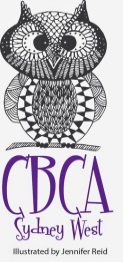 CBCA
Sydney West
Illustrated by Jennifer Reid